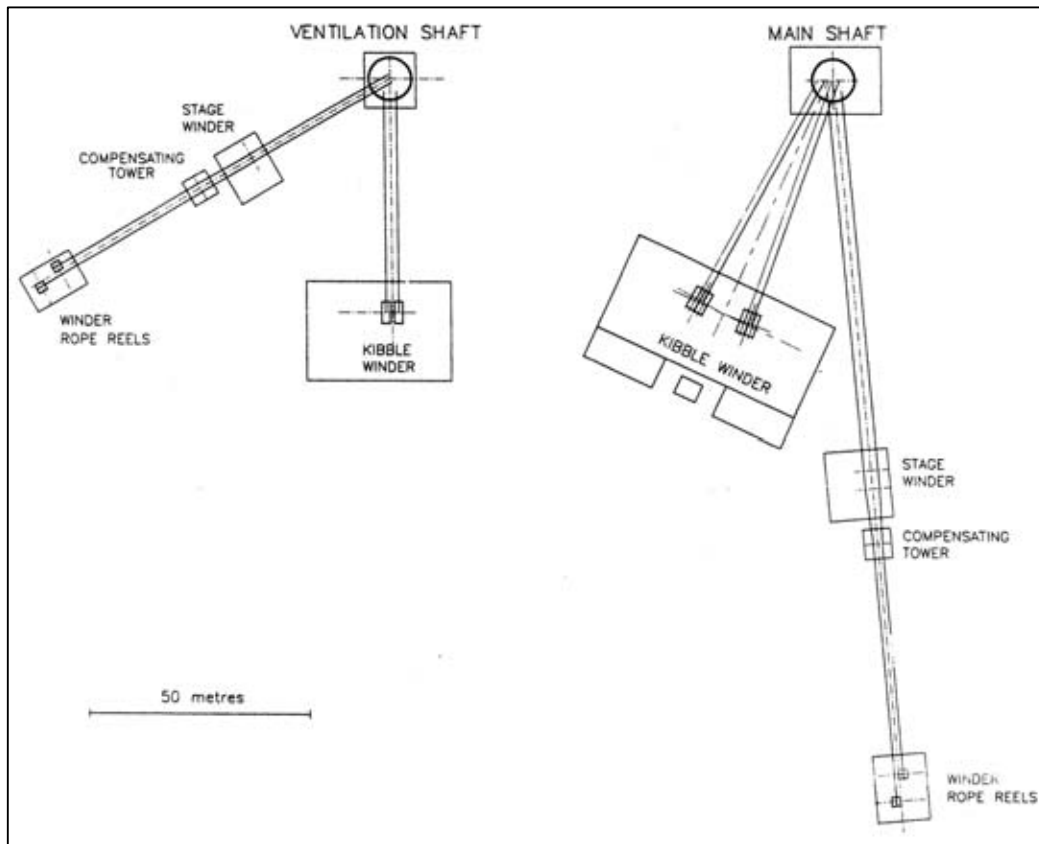 VENTILATION SHAFT
MAIN SHAFT
STAGE
WINDER
COMPENSATING
TOWER
WINDER
ROPE REELS
KIBBLE
WINDER
KIBBLE WINDER
STAGE
WINDER
COMPENSATING
TOWER
50 metres
WINDER
ROPE REELS